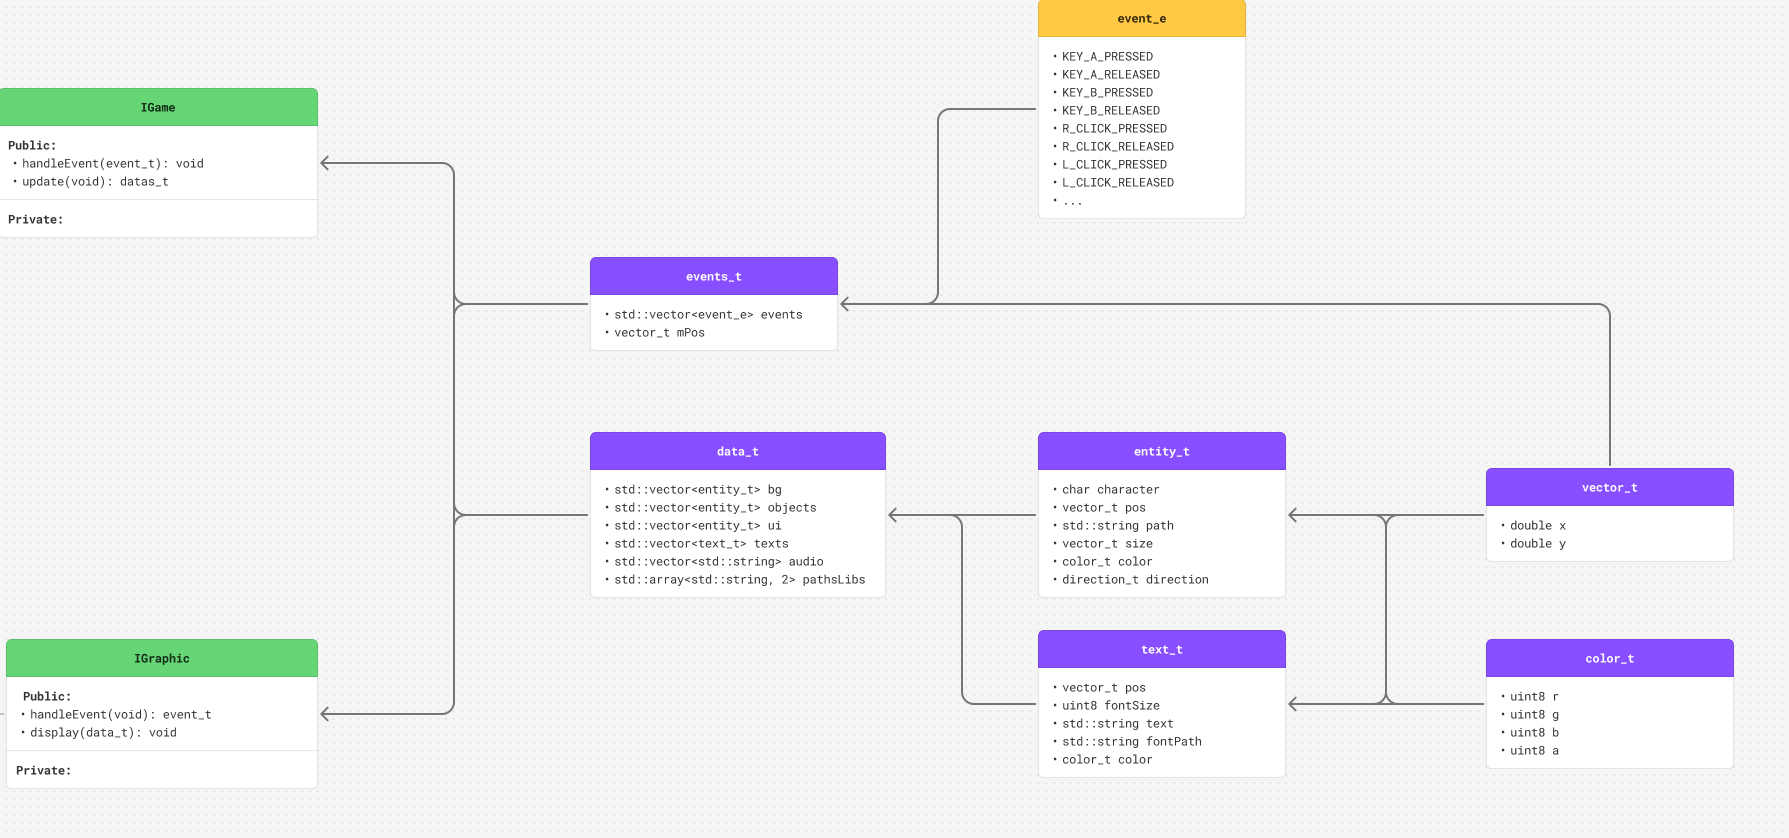 event_e
• KEY_A_PRESSED
• KEY_A_RELEASED
• KEY_B_PRESSED
• KEY_B_RELEASED
• R_CLICK_PRESSED
• R_CLICK_RELEASED
• L_CLICK_PRESSED
• L_CLICK_RELEASED
• ...
IGame
Public:
• handleEvent(event_t): void
• update(void): datas_t
Private:
events_t
• std::vector<event_e> events
• vector_t mPos
data_t
• std::vector<entity_t> bg
• std::vector<entity_t> objects
• std::vector<entity_t> ui
• std::vector<text_t> texts
• std::vector<std::string> audio
• std::array<std::string, 2> pathsLibs
entity_t
• char character
• vector_t pos
• std::string path
• vector_t size
• color_t color
• direction_t direction
vector_t
• double x
• double y
IGraphic
Public:
• handleEvent(void): event_t
• display(data_t): void
Private:
text_t
• vector_t pos
• uint8 fontSize
• std::string text
• std::string fontPath
• color_t color
color_t
• uint8 r
• uint8 g
• uint8 b
• uint8 a